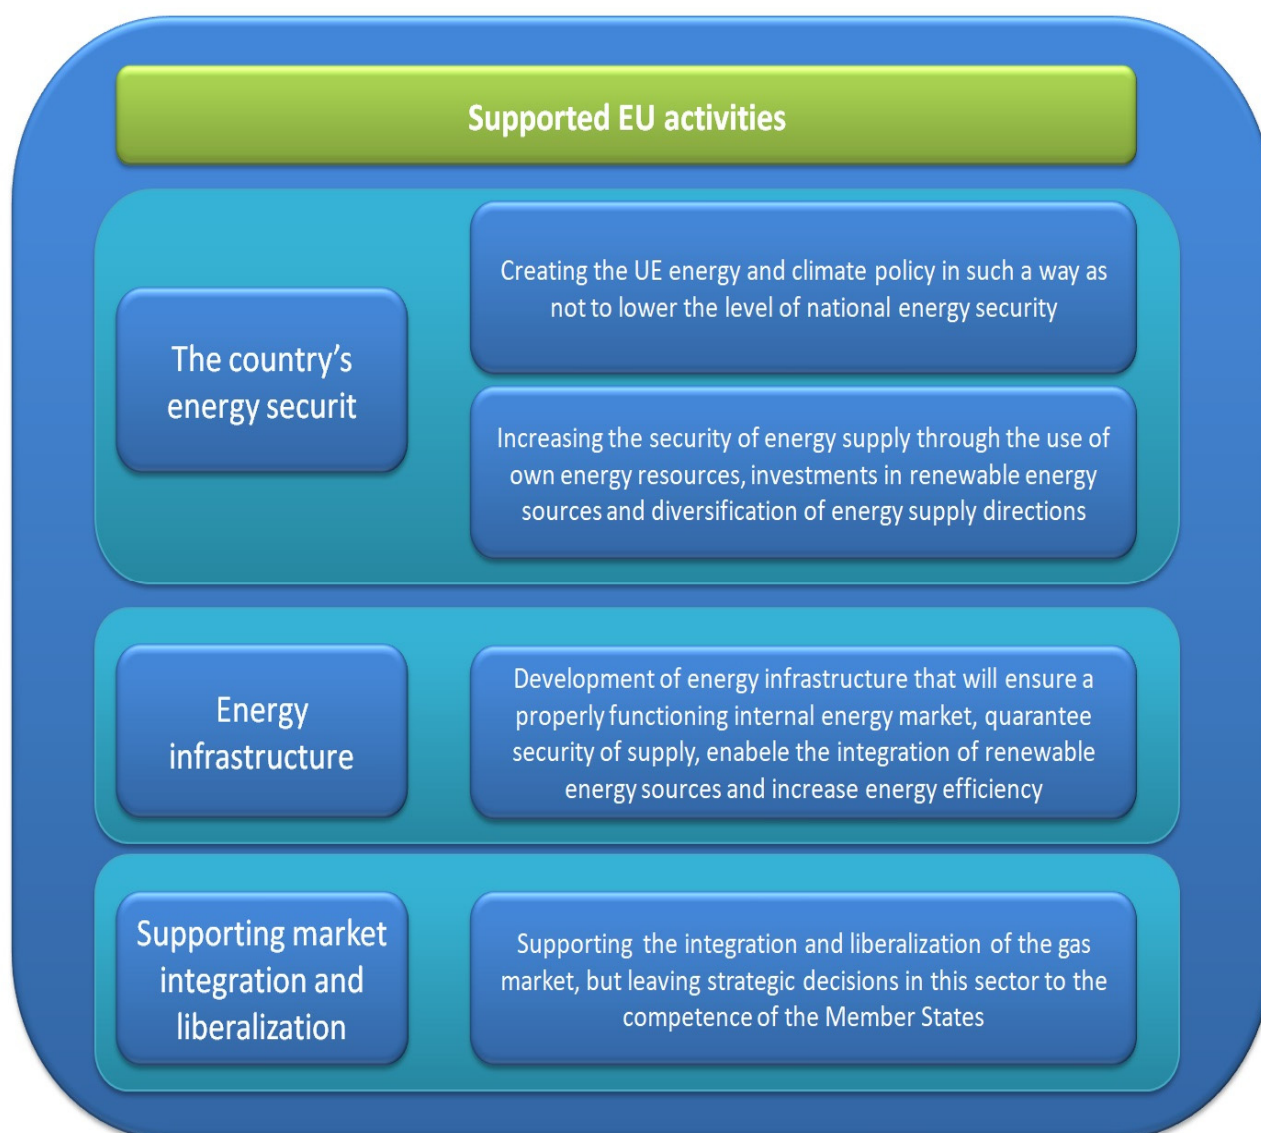 Supported EU activities
The country’s
energy securit
Creating the UE energy and climate policy in such a way as
not to lower the level of national energy security
Increasing the security of energy supply through the use of
own energy resources, investments in renewable energy
sources and diversification of energy supply directions
Energy
infrastructure
Development of energy infrastructure that will ensure a
properly functioning internal energy market, quarantee
security of supply, enabele the integration of renewable
energy sources and increase energy efficiency
Supporting market
integration and
liberalization
Supporting the integration and liberalization of the gas
market, but leaving strategic decisions in this sector to the
competence of the Member States